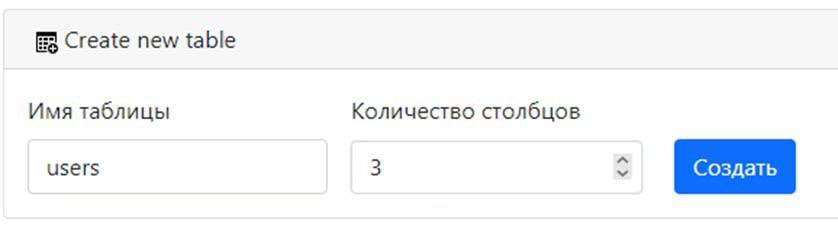 Create new table
Имя таблицы
Количество столбцов
users
3
Создать